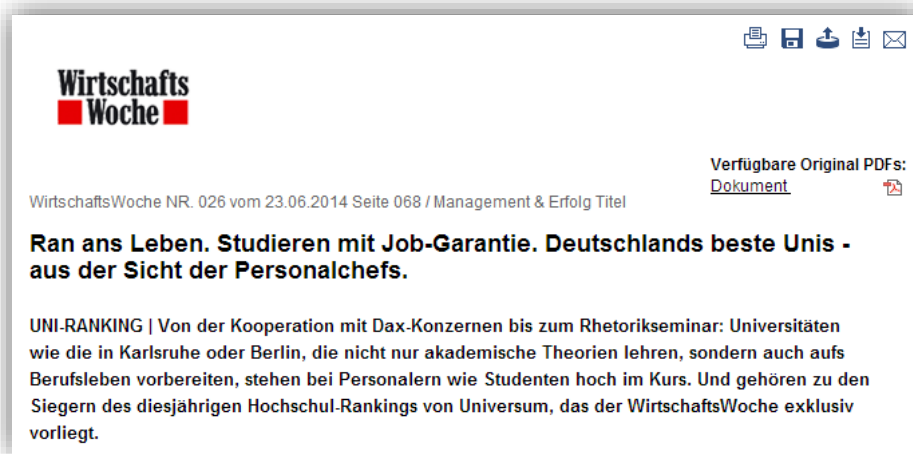 Wirtschafts
Woche
Verfügbare Original PDFs:
Dokument
WirtschaftsWoche NR. 026 vom 23.06.2014 Seite 068 / Management & Erfolg Titel
Ran ans Leben. Studieren mit Job-Garantie. Deutschlands beste Unis -
aus der Sicht der Personalchefs.
UNI-RANKING | Von der Kooperation mit Dax-Konzernen bis zum Rhetorikseminar: Universitäten
wie die in Karlsruhe oder Berlin, die nicht nur akademische Theorien lehren, sondern auch aufs
Berufsleben vorbereiten, stehen bei Personalern wie Studenten hoch im Kurs. Und gehören zu den
Siegern des diesjährigen Hochschul-Rankings von Universum, das der WirtschaftsWoche exklusiv
vorliegt.